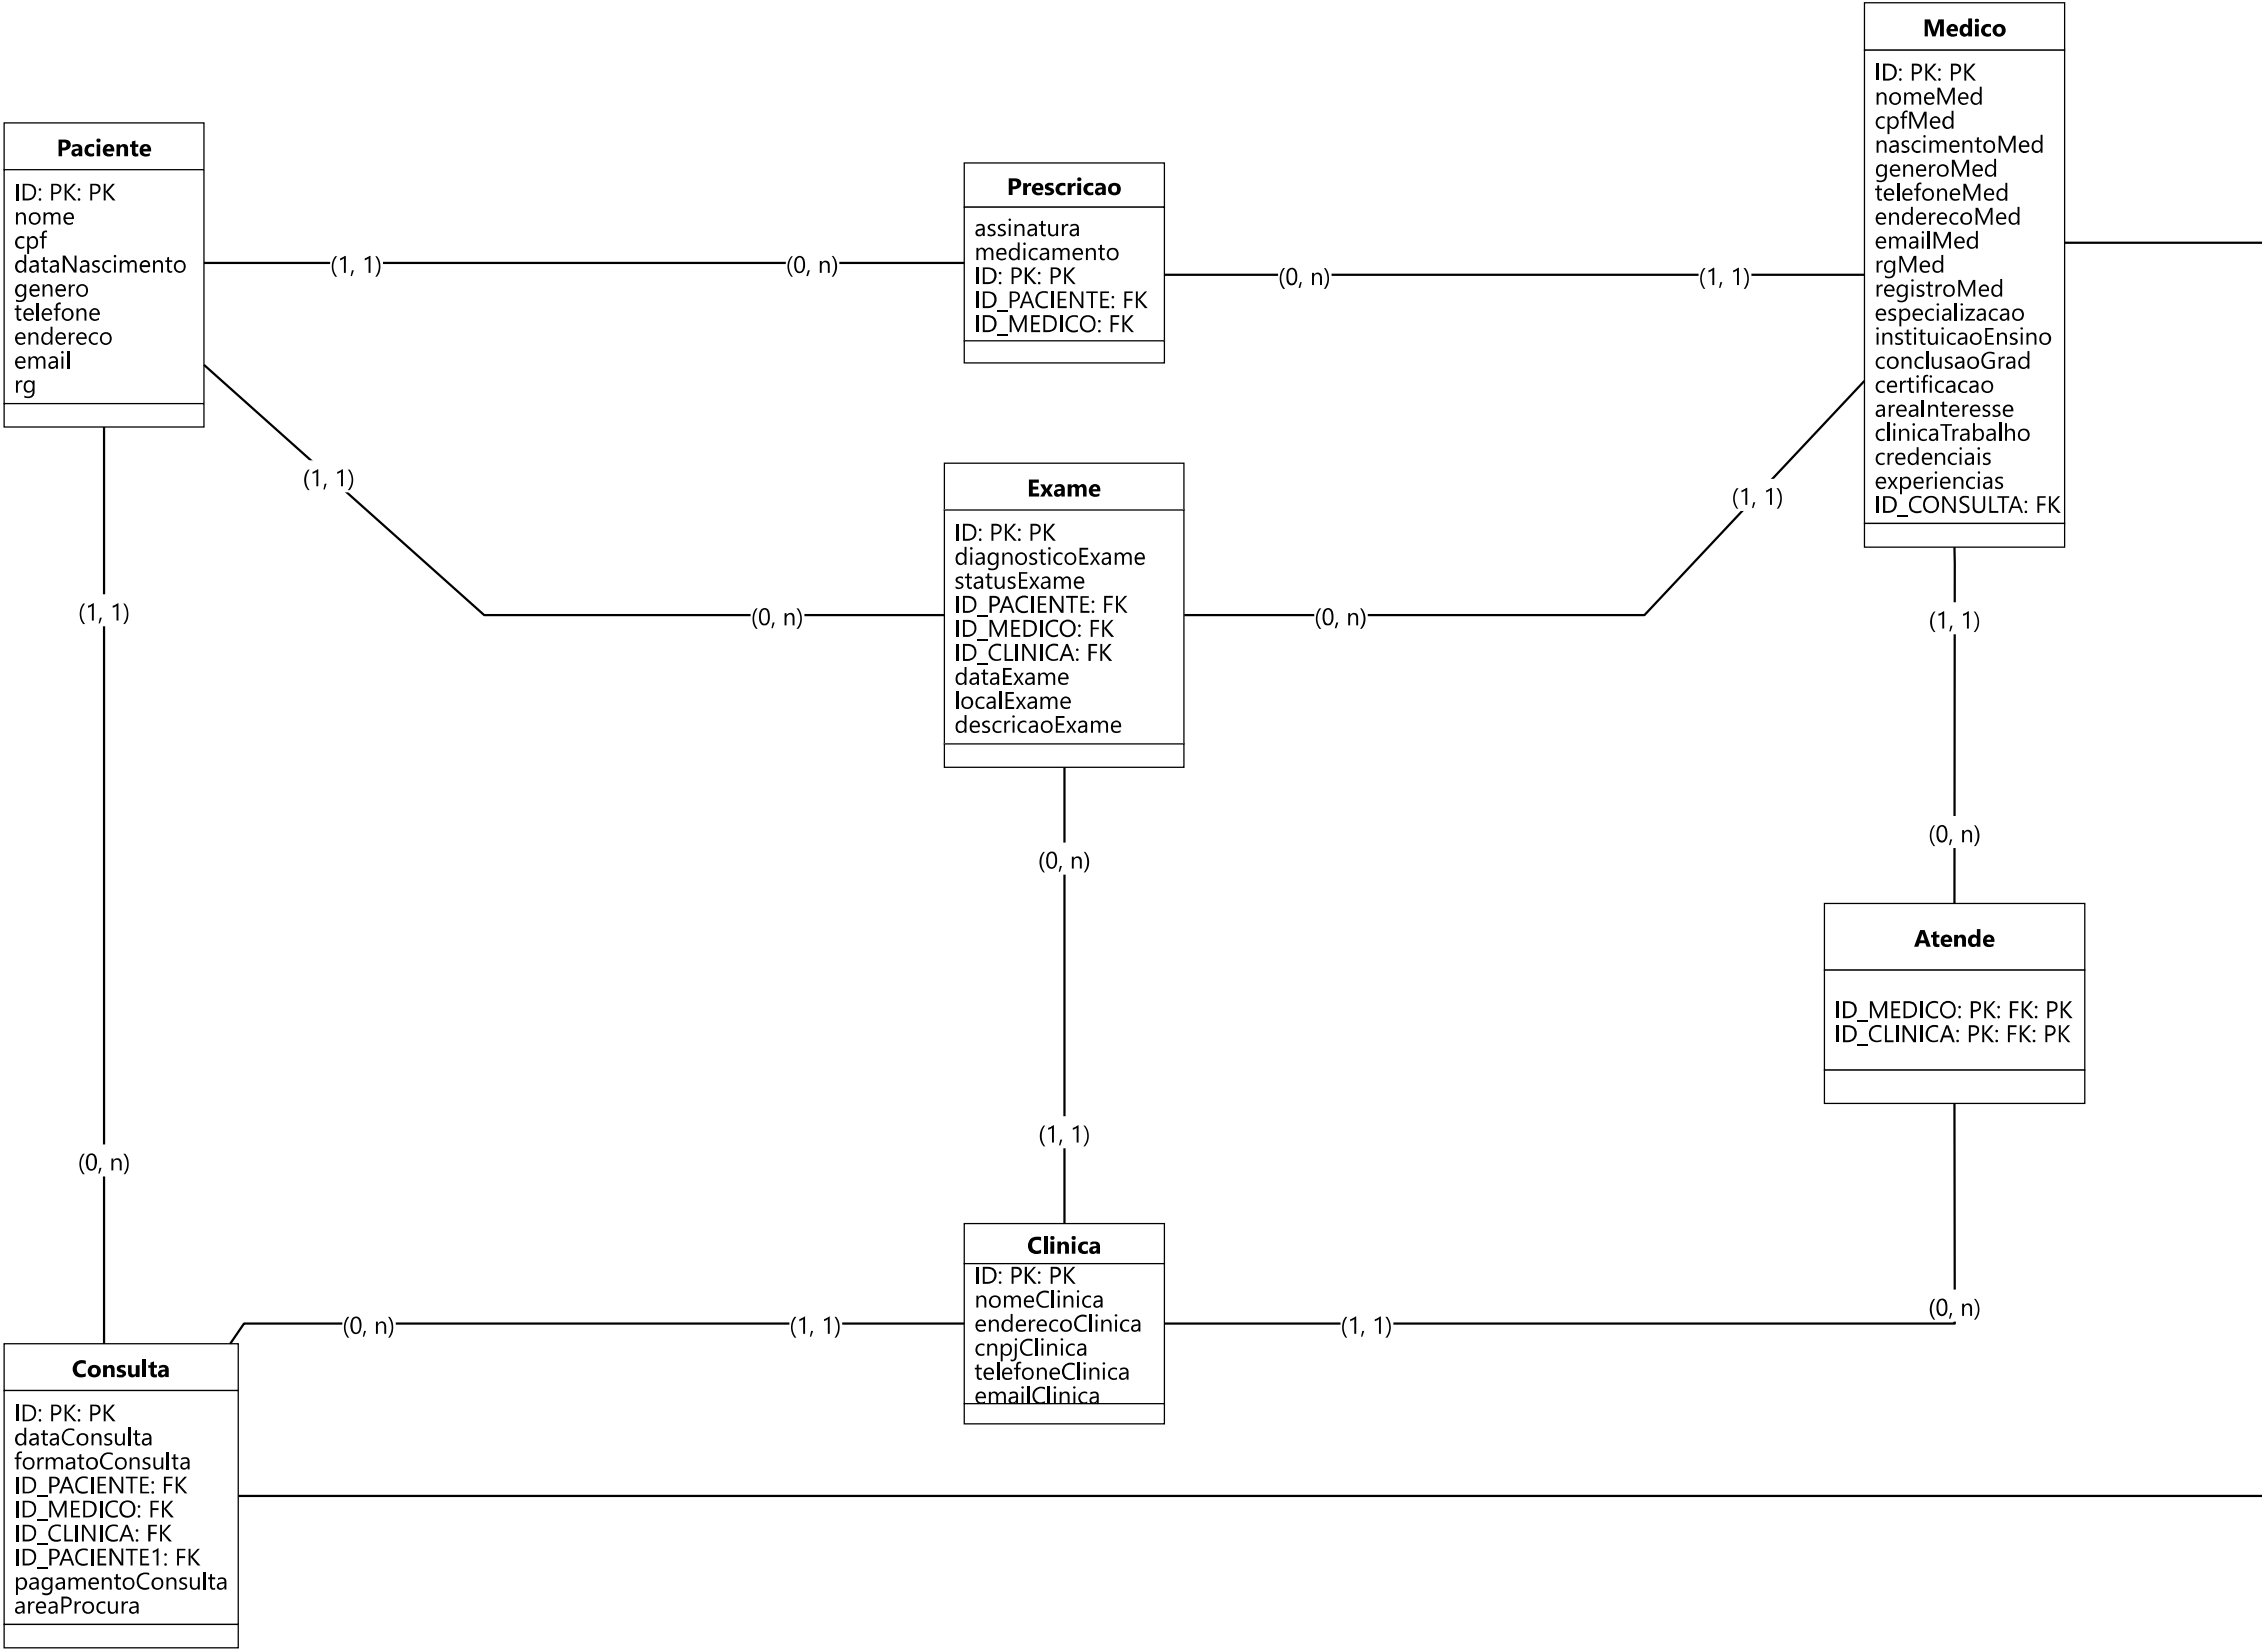 Medico
ID: PK: PK
nomeMed
cpfMed
nascimentoMed
generoMed
telefoneMed
enderecoMed
emailMed
rgMed
registroMed
especializacao
instituicaoEnsino
conclusaoGrad
certificacao
areaInteresse
clinicaTrabalho
credenciais
experiencias
ID_CONSULTA: FK
Paciente
ID: PK: PK
nome
cpf
dataNascimento
genero
telefone
endereco
email
rg
(1, 1)
(0, n)
Prescricao
assinatura
medicamento
ID: PK: PK
ID_PACIENTE: FK
ID_MEDICO: FK
(0, n)
(1, 1)
(1, 1)
Exame
ID: PK: PK
diagnosticoExame
statusExame
ID_PACIENTE: FK
ID_MEDICO: FK
ID_CLINICA: FK
dataExame
localExame
descricaoExame
(1, 1)
(1, 1)
(0, n)
(0, n)
(1, 1)
(0, n)
(0, n)
Atende
ID_MEDICO: PK: FK: PK
ID_CLINICA: PK: FK: PK
(1, 1)
(0, n)
Clinica
ID: PK: PK
nomeClinica
enderecoClinica
cnpjClinica
telefoneClinica
emailClinica
(0, n)
(0, n)
(1, 1)
(1, 1)
Consulta
ID: PK: PK
dataConsulta
formatoConsulta
ID_PACIENTE: FK
ID_MEDICO: FK
ID_CLINICA: FK
ID_PACIENTE1: FK
pagamentoConsulta
areaProcura